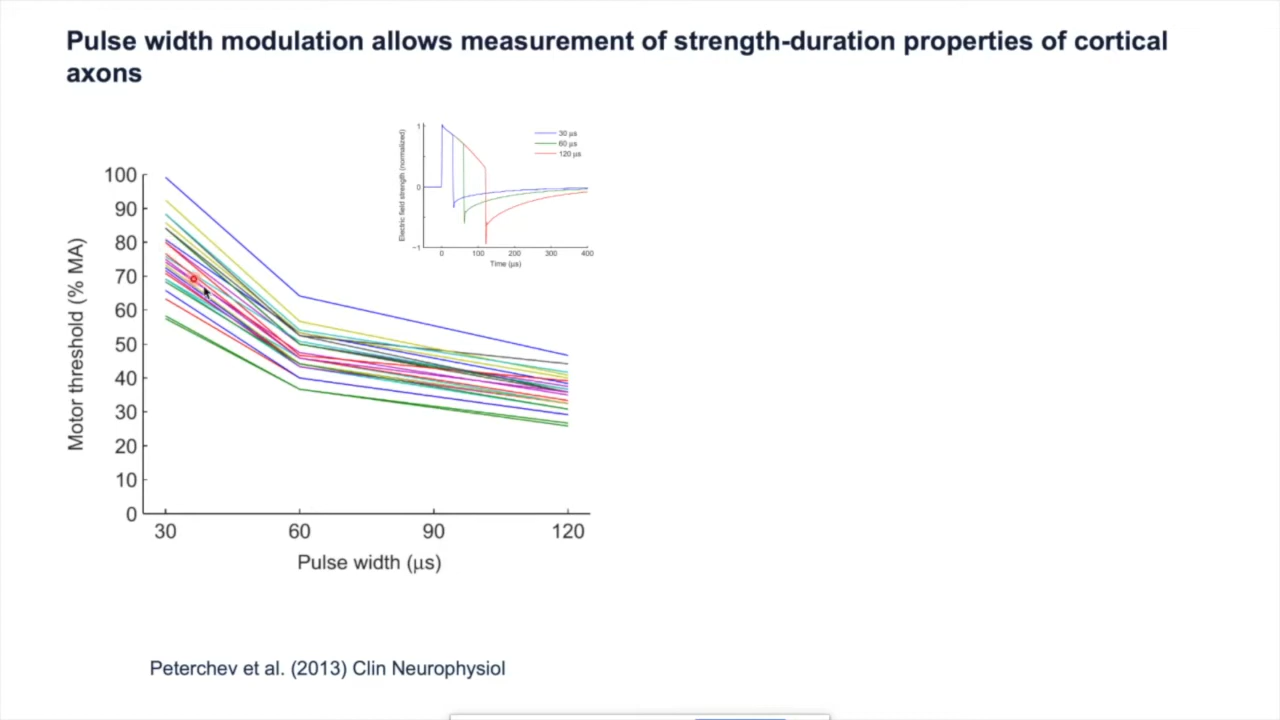 Pulse width modulation allows measurement of strength-duration properties of cortical
axons
Electric field strength (normalized)
1
0
−1
30 μs
60 μs
120 μs
0
100
200
300
400
Time (μs)
Motor threshold (% MA)
100
90
80
70
60
50
40
30
20
10
0
30
60
90
120
Pulse width (μs)
Peterchev et al. (2013) Clin Neurophysiol